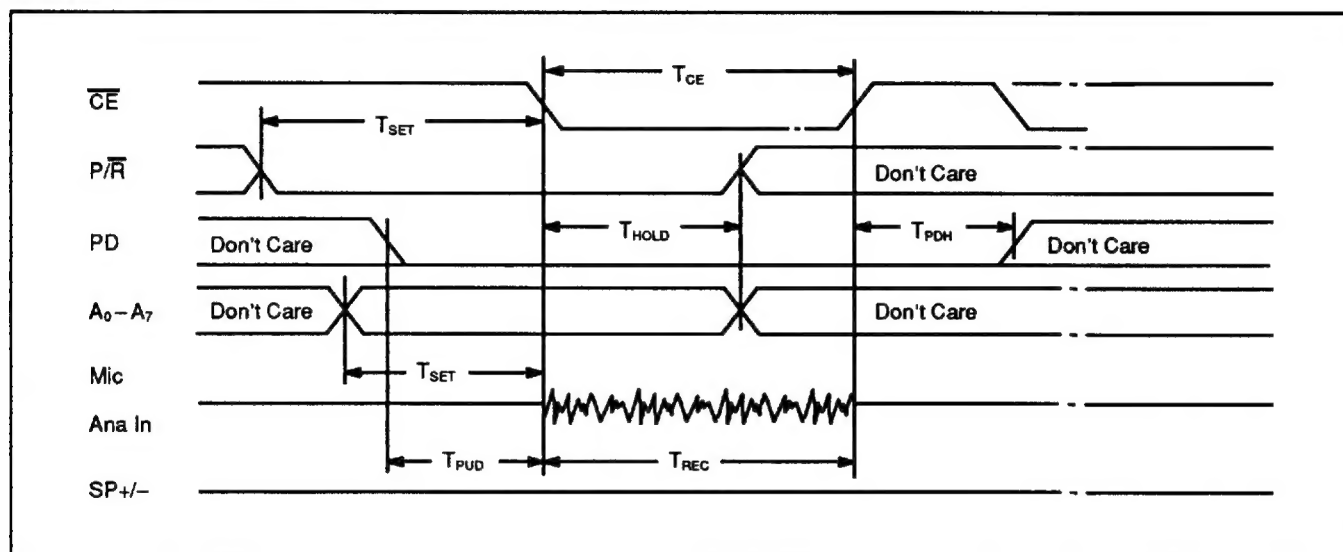 C̅E̅ T_CE
T_SET
P/R̅ Don't Care
PD Don't Care T_HOLD T_PDH Don't Care
A₀–A₇ Don't Care Don't Care
Mic T_SET
Ana In
T_PUD T_REC
SP+/-